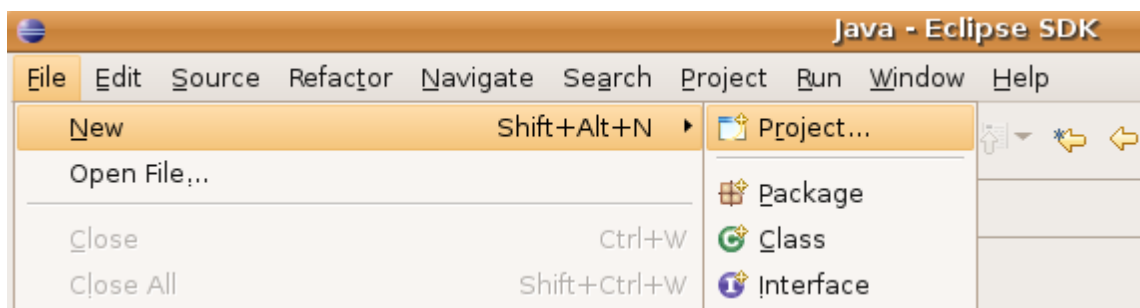 Java - Eclipse SDK
File Edit Source Refactor Navigate Search Project Run Window Help
New Shift+Alt+N Project...
Open File...
Package
Close Ctrl+W Class
Close All Shift+Ctrl+W Interface